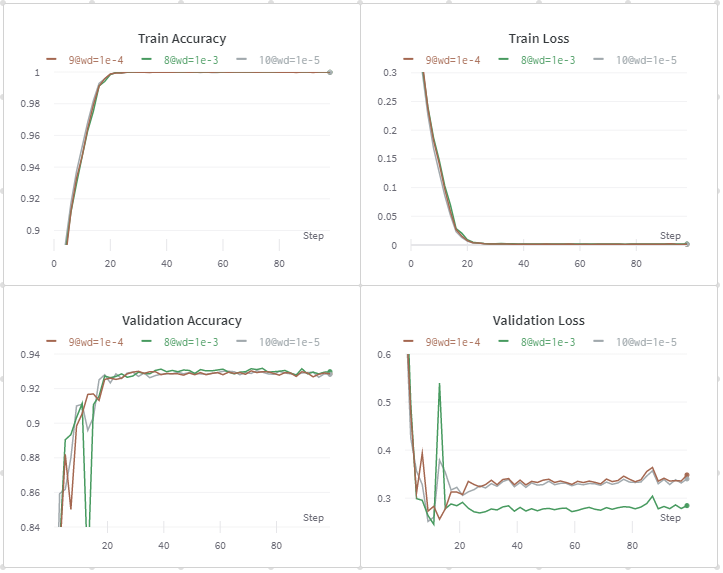 Train Accuracy
9@wd=1e-4 8@wd=1e-3 10@wd=1e-5
1
0.98
0.96
0.94
0.92
0.9
Step
0 20 40 60 80
Train Loss
9@wd=1e-4 8@wd=1e-3 10@wd=1e-5
0.3
0.25
0.2
0.15
0.1
0.05
0
Step
0 20 40 60 80
Validation Accuracy
9@wd=1e-4 8@wd=1e-3 10@wd=1e-5
0.94
0.92
0.9
0.88
0.86
0.84
Step
20 40 60 80
Validation Loss
9@wd=1e-4 8@wd=1e-3 10@wd=1e-5
0.6
0.5
0.4
0.3
Step
20 40 60 80